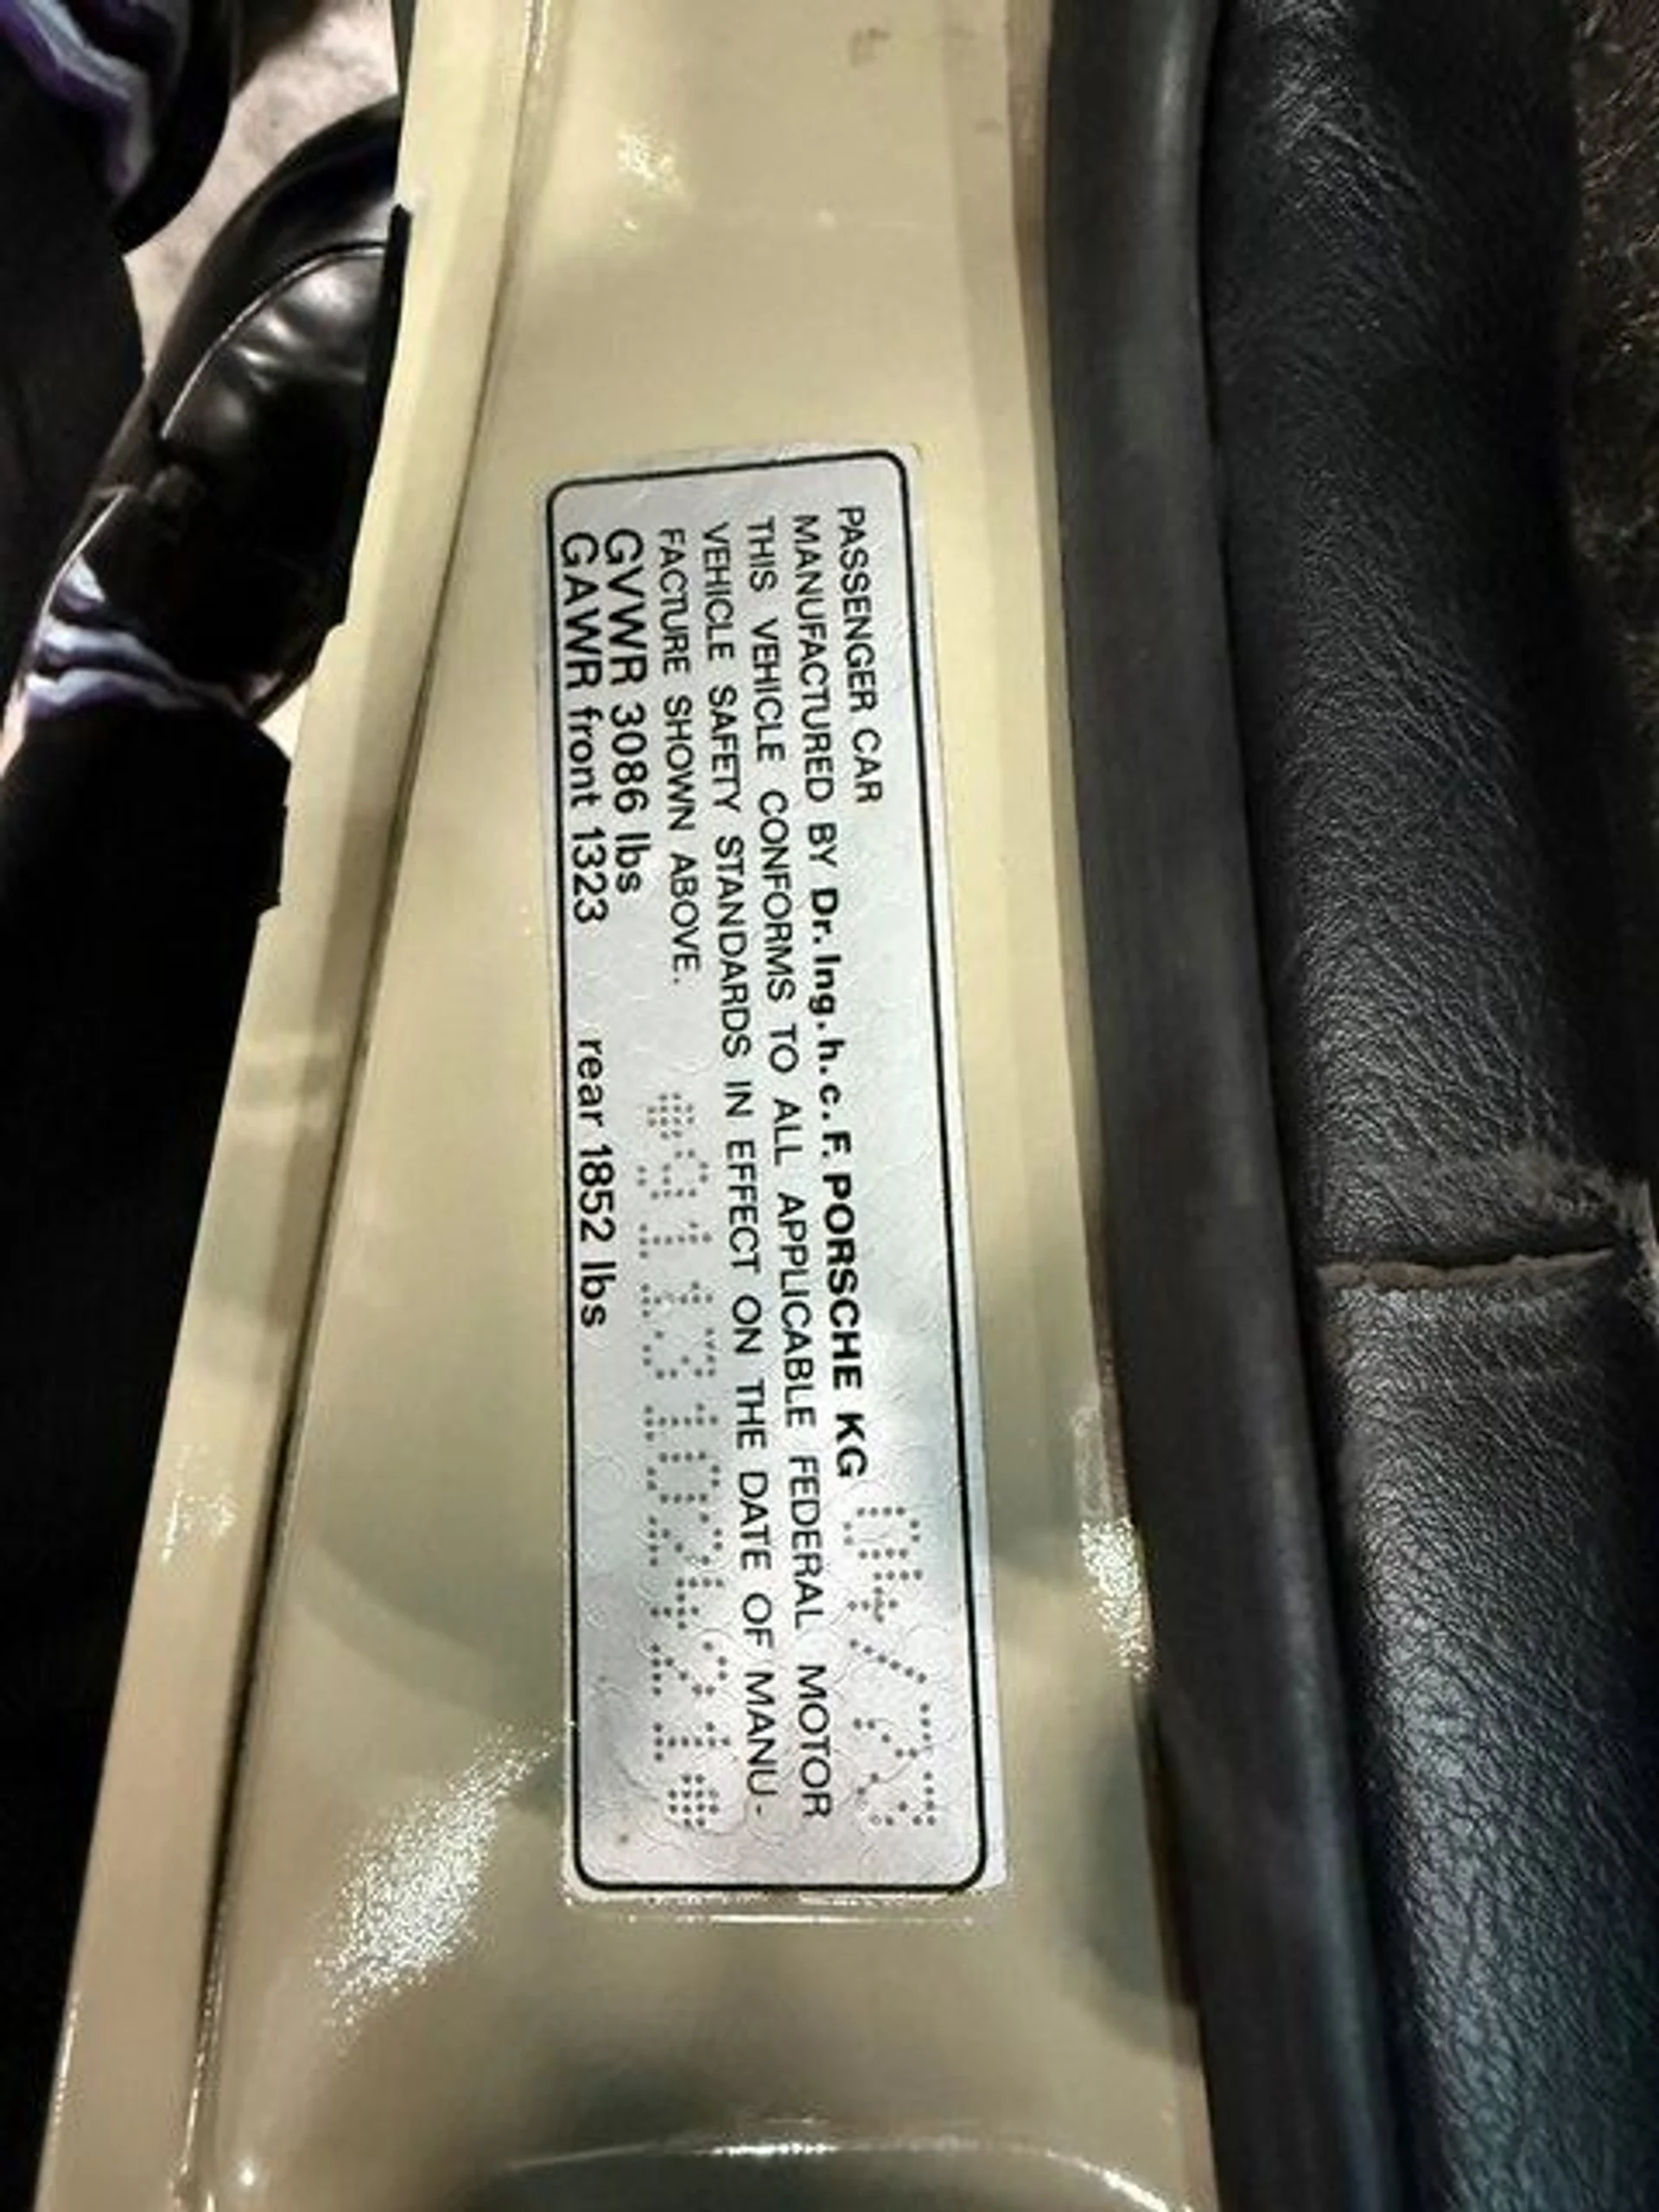 PASSENGER CAR
MANUFACTURED BY Dr. Ing. h. c. F. PORSCHE KG
THIS VEHICLE CONFORMS TO ALL APPLICABLE FEDERAL MOTOR
VEHICLE SAFETY STANDARDS IN EFFECT ON THE DATE OF MANU-
FACTURE SHOWN ABOVE.
GVWR 3086 lbs
GAWR front 1323 rear 1852 lbs